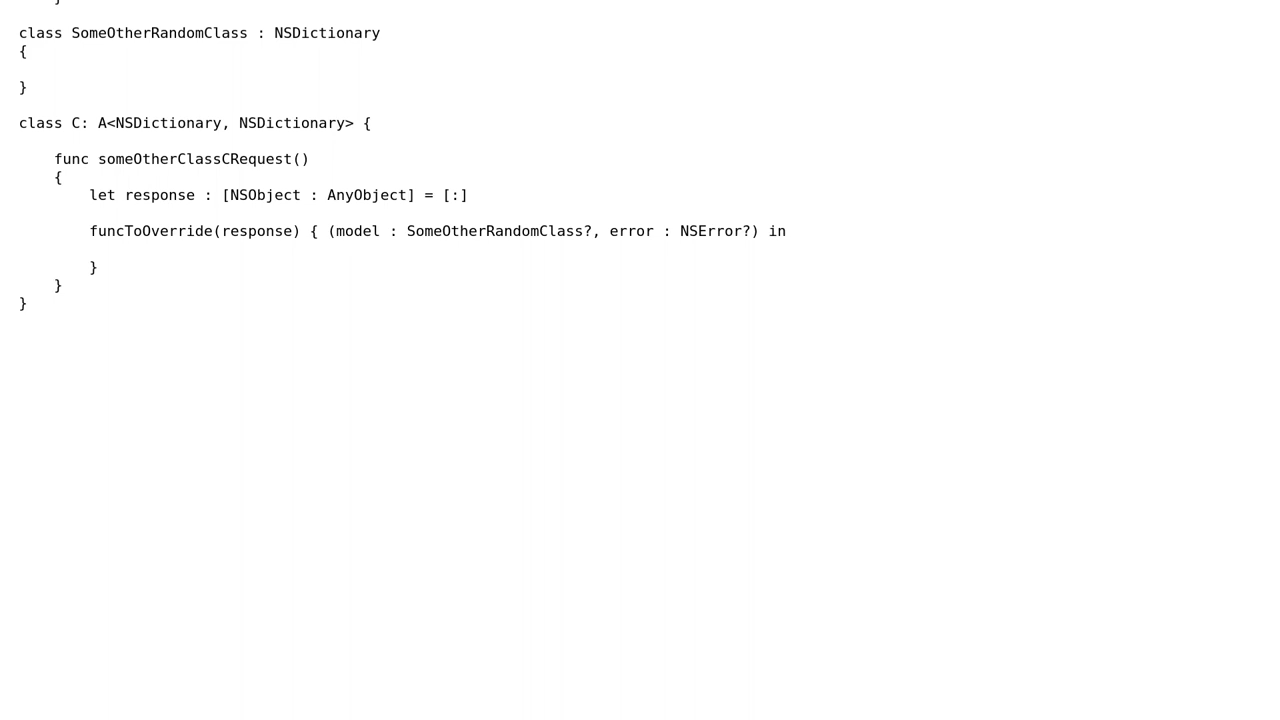 }
class SomeOtherRandomClass : NSDictionary
{
}
class C: A<NSDictionary, NSDictionary> {
func someOtherClassCRequest()
{
let response : [NSObject : AnyObject] = [:]
funcToOverride(response) { (model : SomeOtherRandomClass?, error : NSError?) in
}
}
}